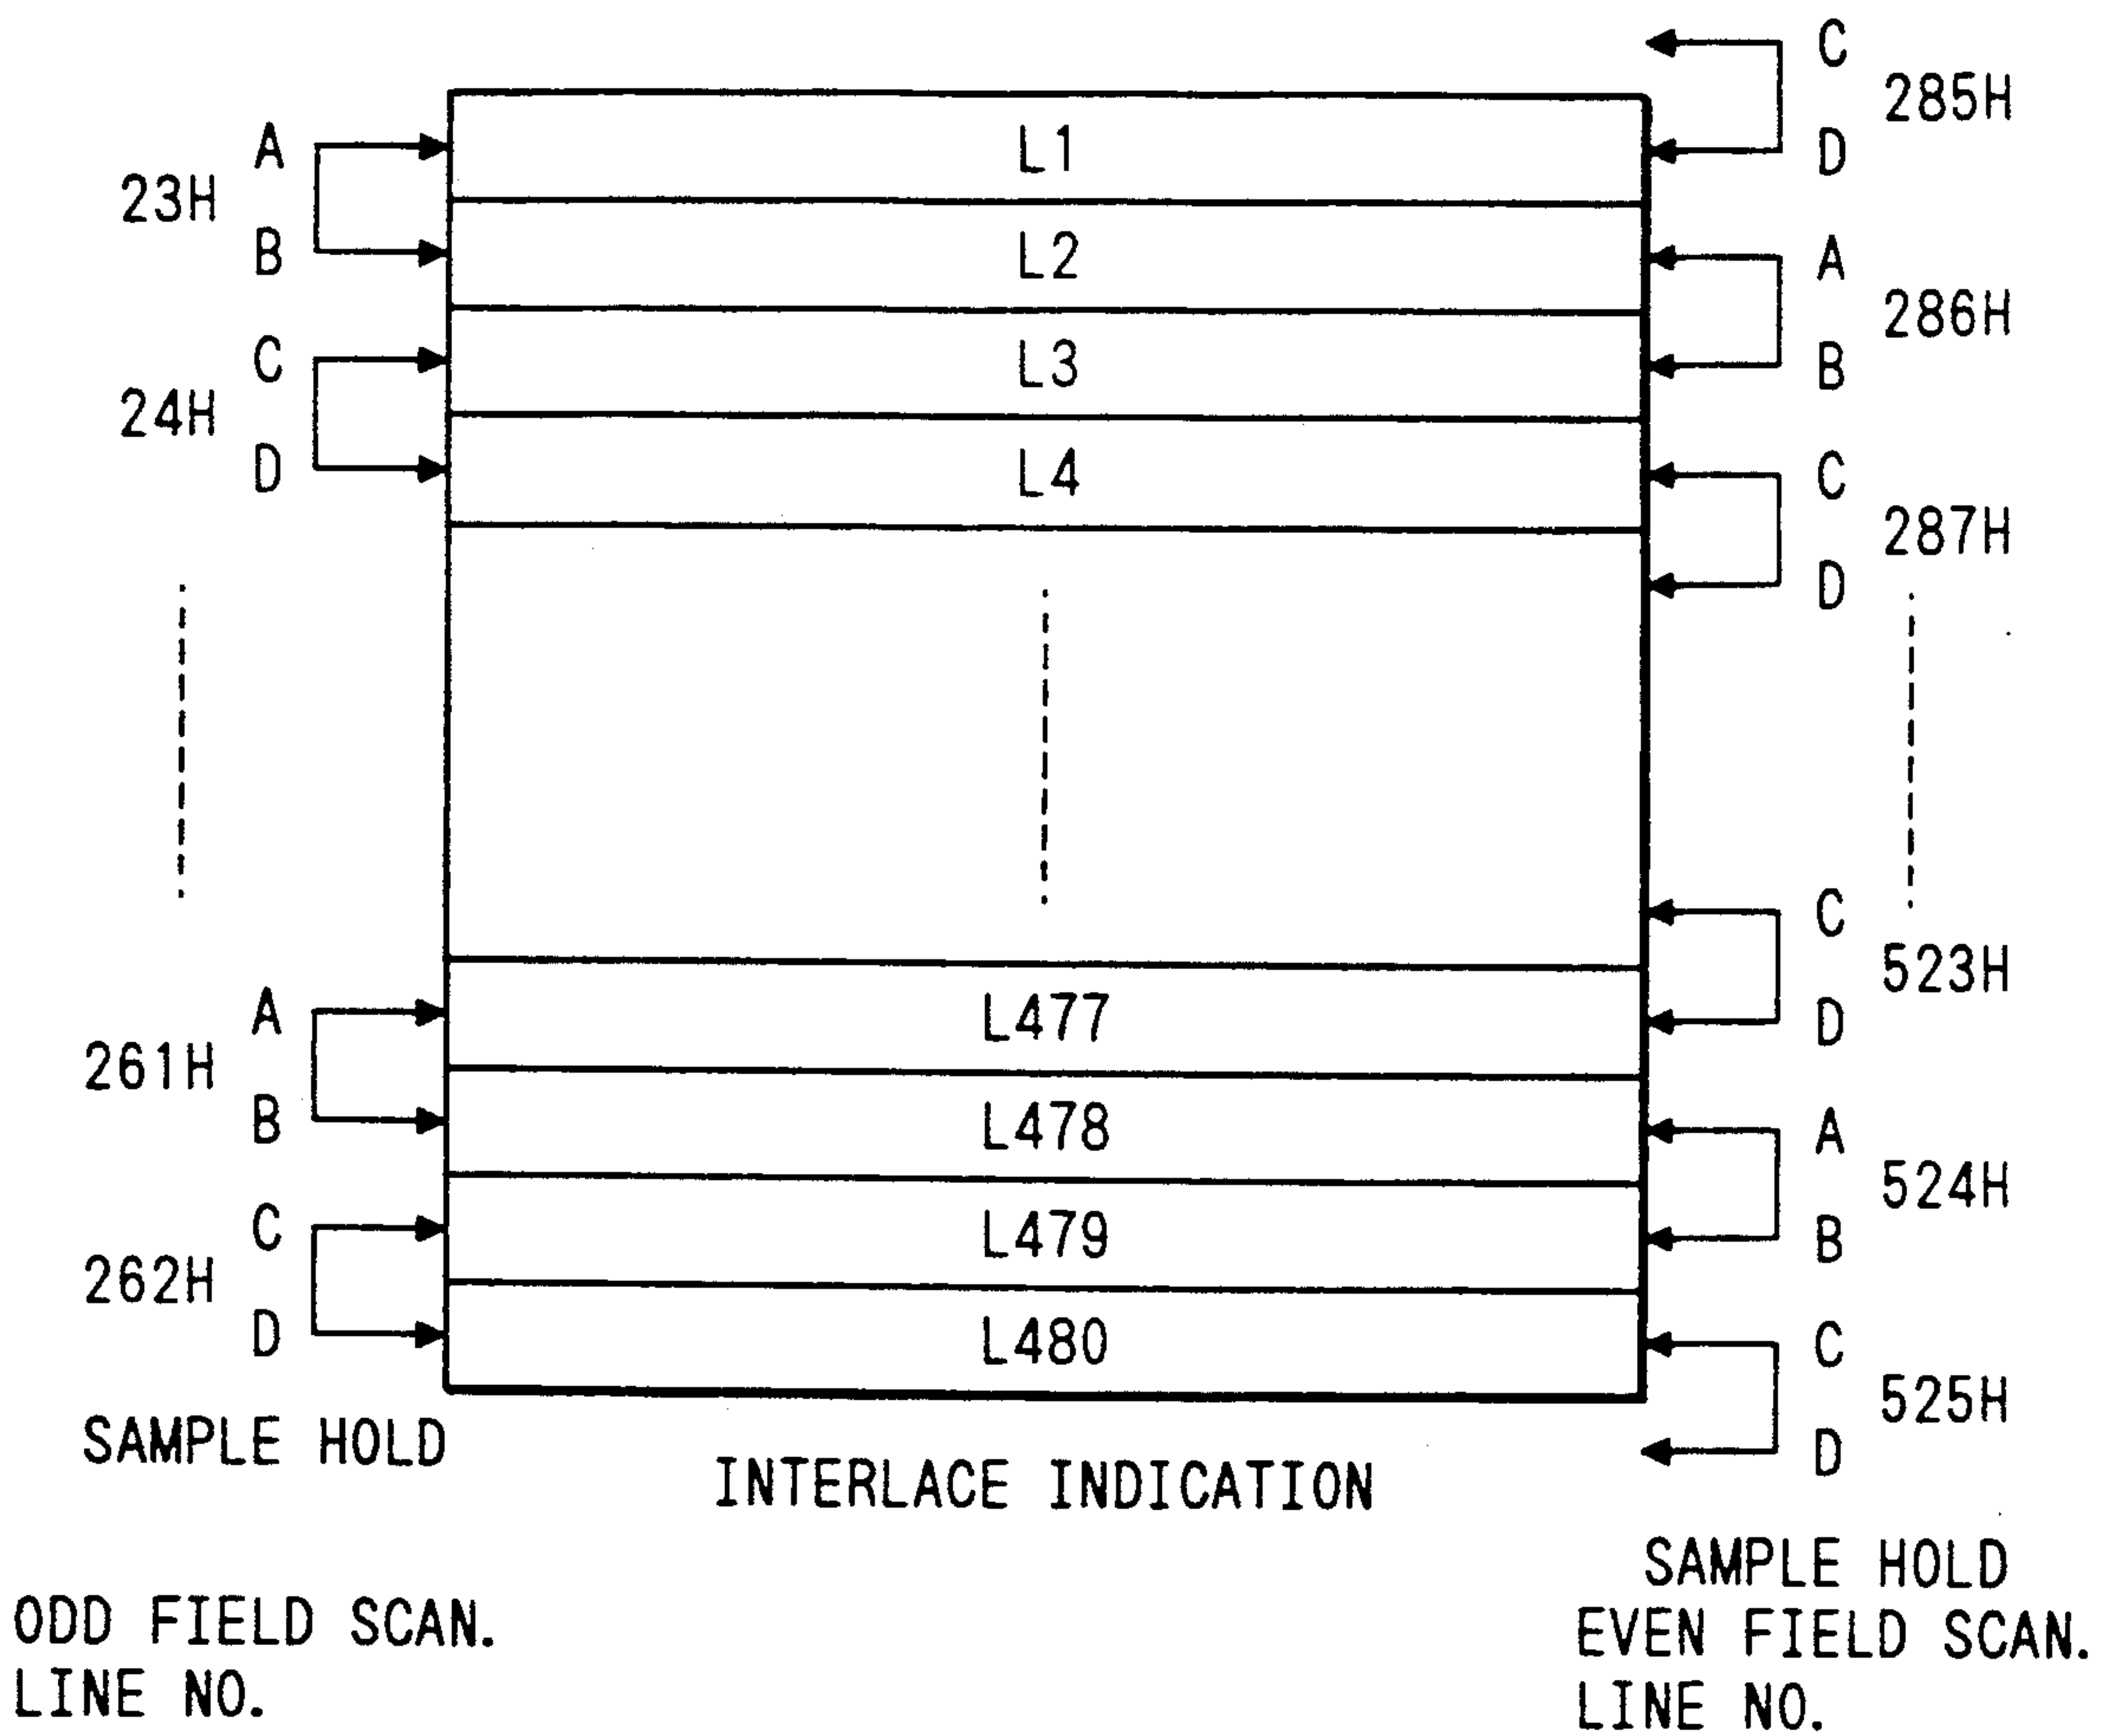 C
285H
D
A
23H
B
L1
L2
A
286H
B
C
24H
D
L3
L4
C
287H
D
C
523H
D
A
261H
B
L477
L478
A
524H
B
C
262H
D
L479
L480
C
525H
D
SAMPLE HOLD
INTERLACE INDICATION
SAMPLE HOLD
ODD FIELD SCAN.
LINE NO.
EVEN FIELD SCAN.
LINE NO.